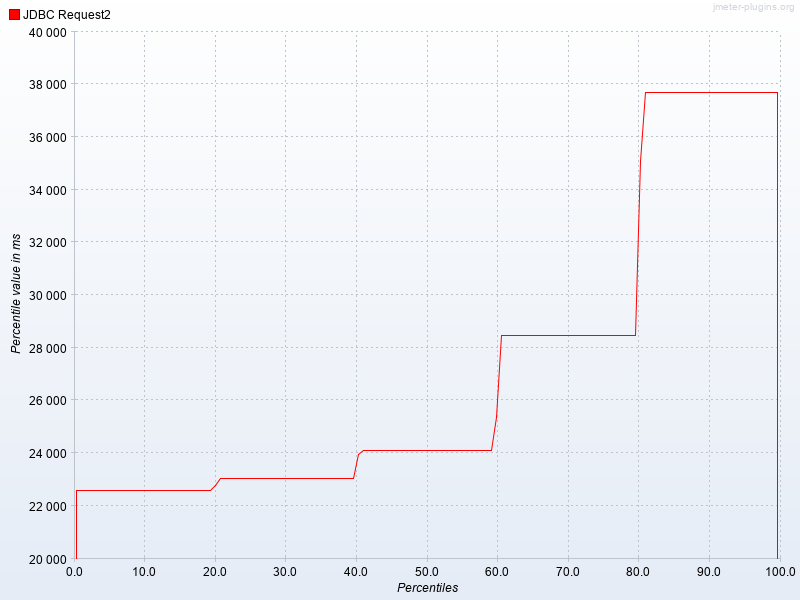 JDBC Request2
jmeter-plugins.org
40 000
38 000
36 000
34 000
32 000
30 000
28 000
26 000
24 000
22 000
20 000
Percentile value in ms
0.0 10.0 20.0 30.0 40.0 50.0 60.0 70.0 80.0 90.0 100.0
Percentiles